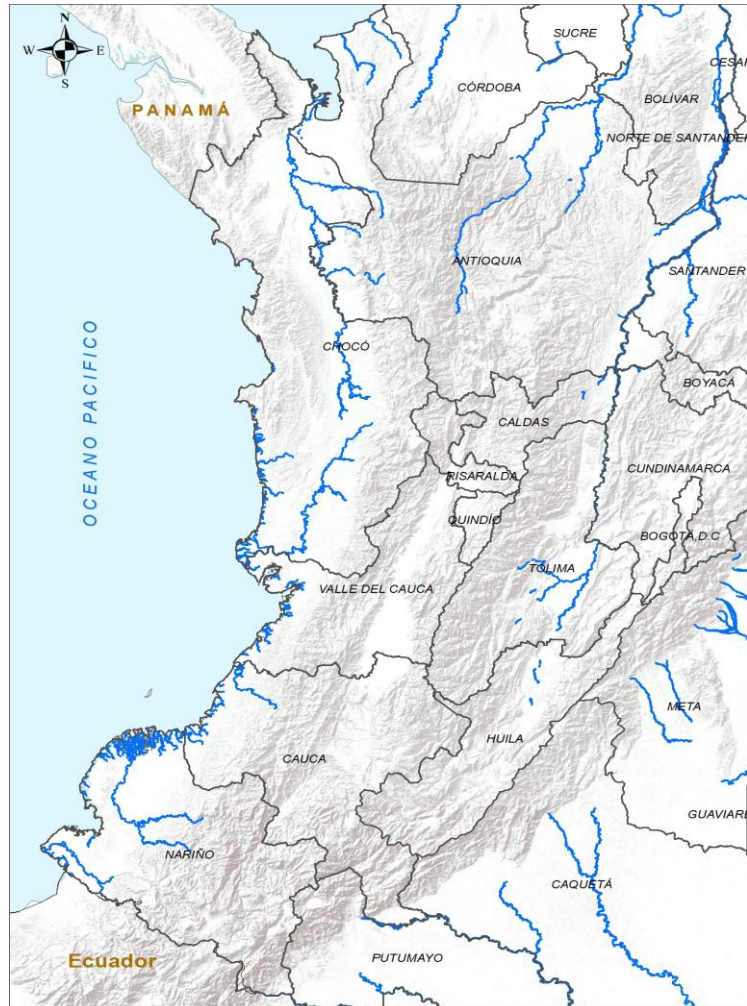 N
W E
S
SUCRE
CESAR
CÓRDOBA
BOLÍVAR
PANAMÁ
NORTE DE SANTANDER
ANTIOQUIA
SANTANDER
CHOCÓ
BOYACÁ
OCEANO PACIFICO
CALDAS
CUNDINAMARCA
RISARALDA
QUINDÍO
BOGOTÁ,D.C
TOLIMA
VALLE DEL CAUCA
META
HUILA
CAUCA
GUAVIARE
NARIÑO
CAQUETÁ
Ecuador
PUTUMAYO